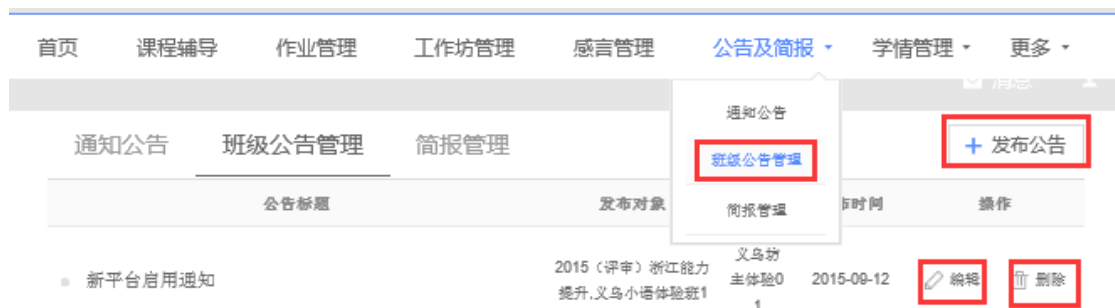 首页 课程辅导 作业管理 工作坊管理 感言管理 公告及简报 学情管理 更多
消息
通知公告
通知公告 班级公告管理 简报管理 + 发布公告
班级公告管理
公告标题 发布对象 布时间 操作
简报管理
义乌坊
2015（评审）浙江能力
新平台启用通知 主体验0 2015-09-12 编辑 删除
提升,义乌小语体验班1
1